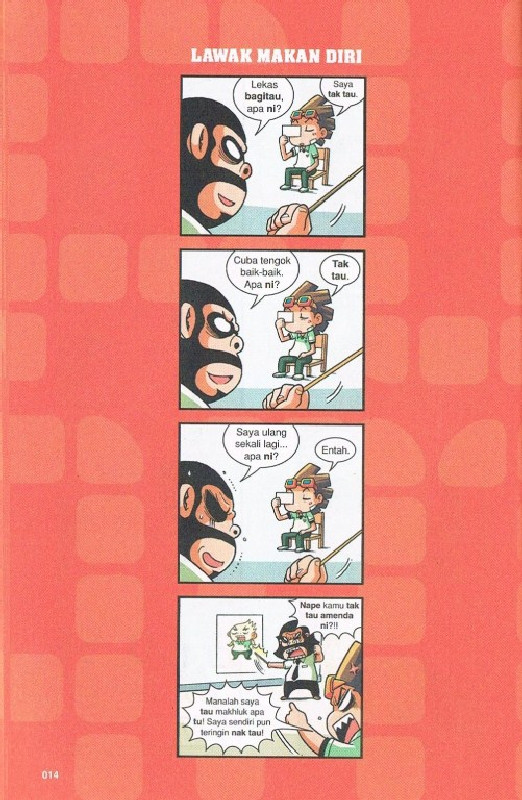 LAWAK MAKAN DIRI
Lekas
bagitau,
apa ni?
Saya
tak tau.
Cuba tengok
baik-baik.
Apa ni?
Tak
tau.
Saya ulang
sekali lagi...
apa ni?
Entah.
Nape kamu tak
tau amenda
ni?!!
Manalah saya
tau makhluk apa
tu! Saya sendiri pun
teringin nak tau!
014